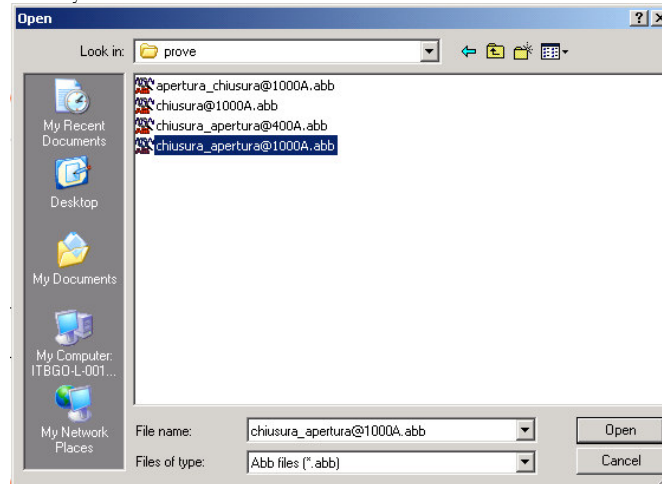 Open
Look in:
prove
My Recent
Documents
Desktop
My Documents
My Computer:
ITBGO-L-001...
My Network
Places
apertura_chiusura@1000A.abb
chiusura@1000A.abb
chiusura_apertura@400A.abb
chiusura_apertura@1000A.abb
File name:
chiusura_apertura@1000A.abb
Open
Files of type:
Abb files (*.abb)
Cancel